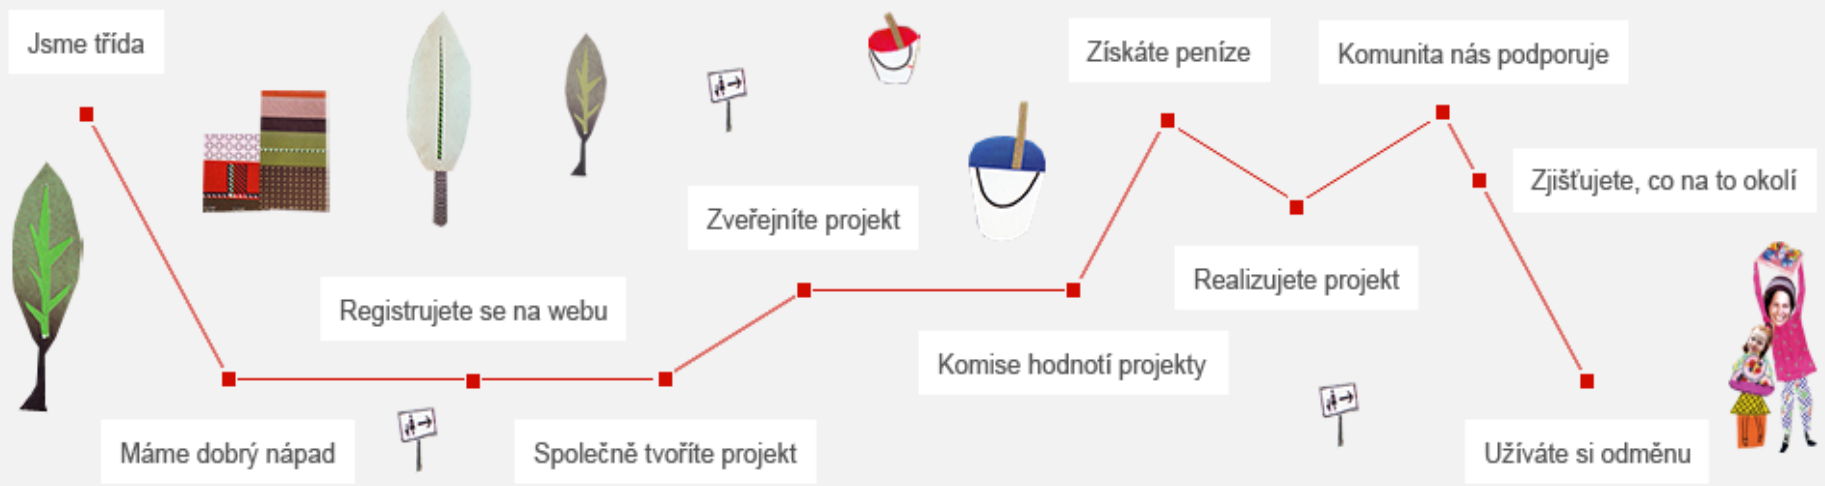 Jsme třída
Máme dobrý nápad
Registrujete se na webu
Společně tvoříte projekt
Zveřejníte projekt
Komise hodnotí projekty
Získáte peníze
Realizujete projekt
Komunita nás podporuje
Zjišťujete, co na to okolí
Užíváte si odměnu